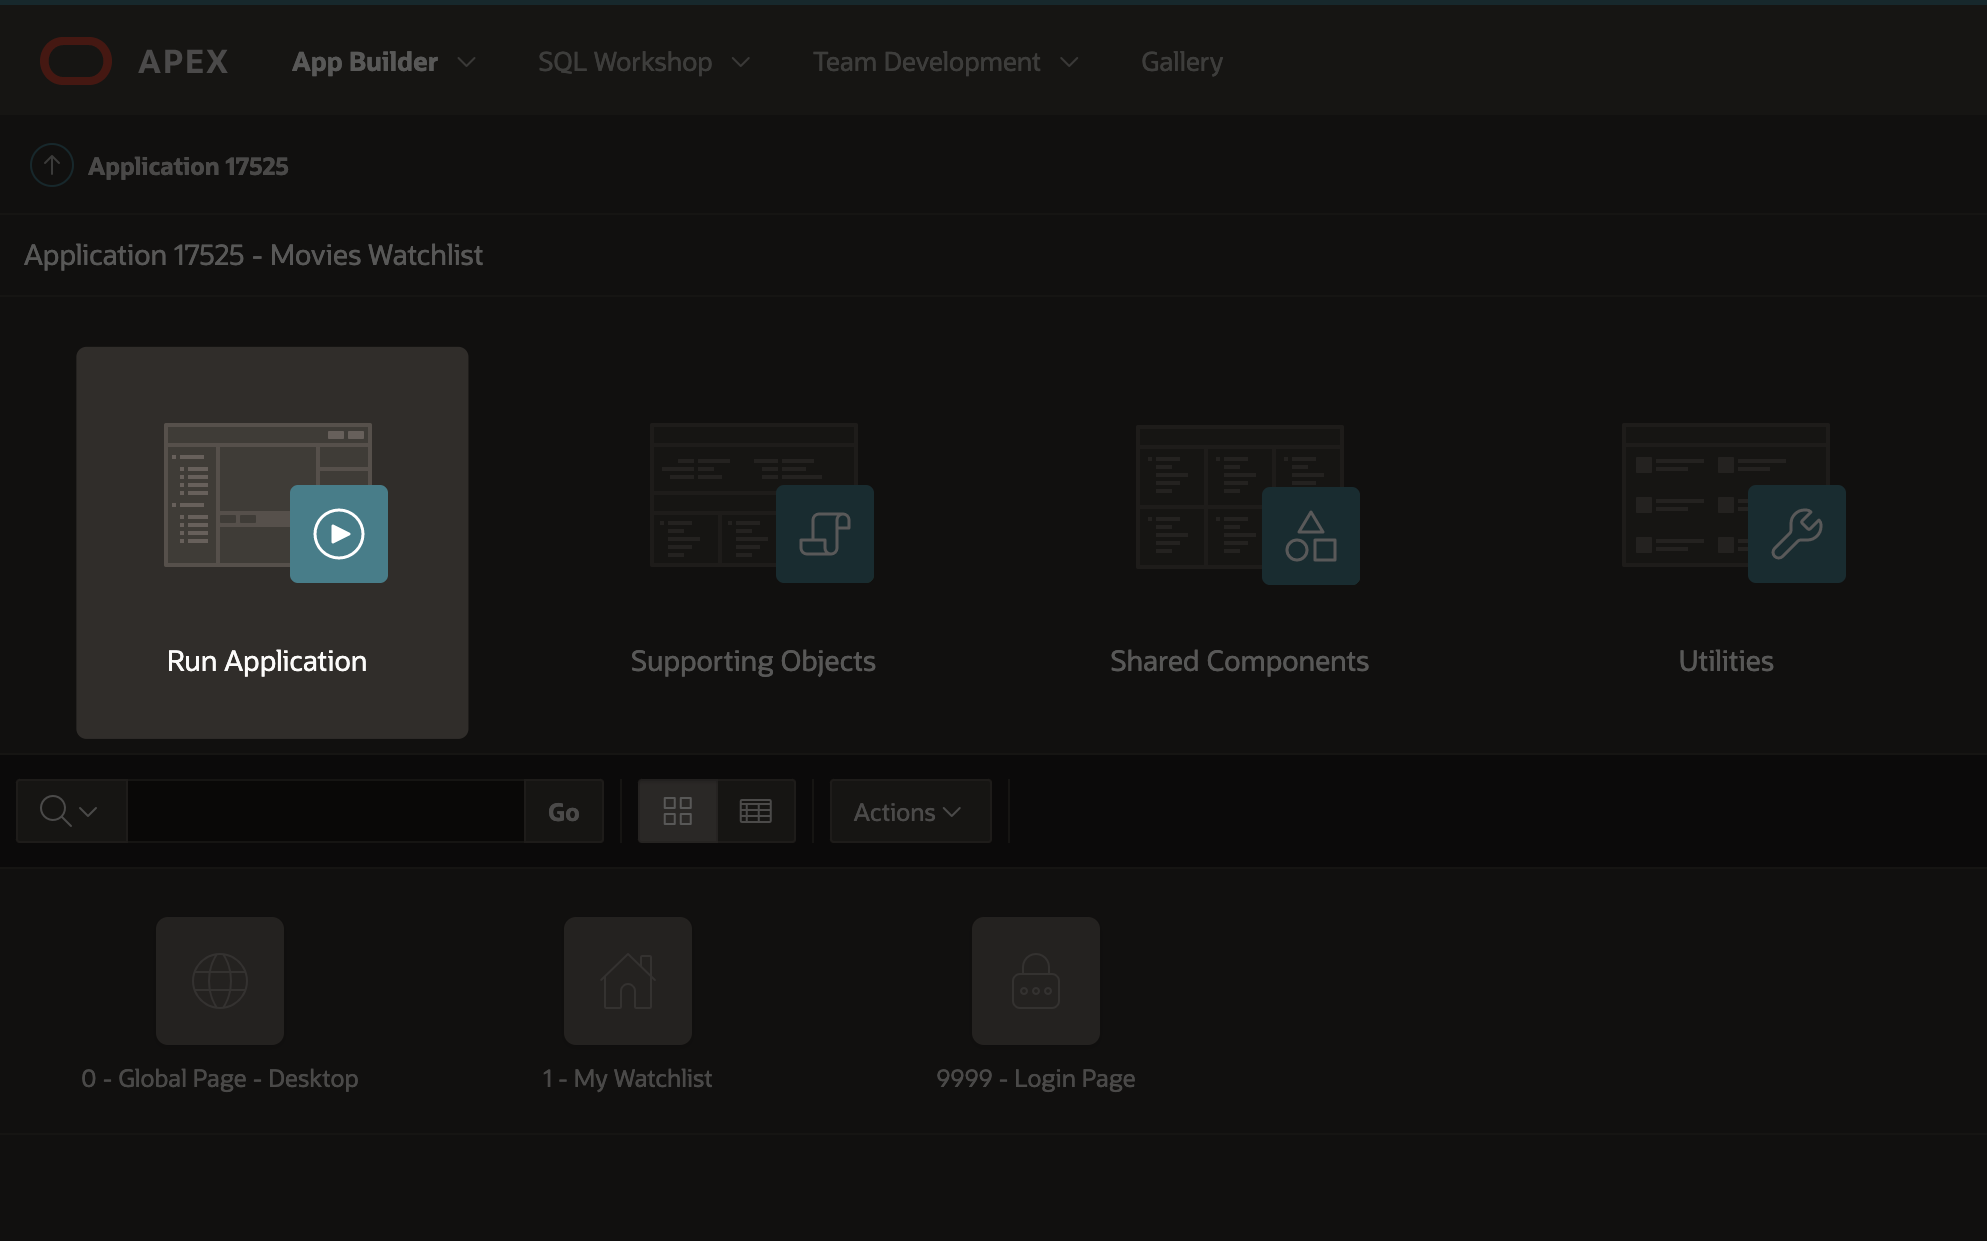 APEX App Builder SQL Workshop Team Development Gallery
Application 17525
Application 17525 - Movies Watchlist
Run Application Supporting Objects Shared Components Utilities
Go Actions
0 - Global Page - Desktop 1 - My Watchlist 9999 - Login Page